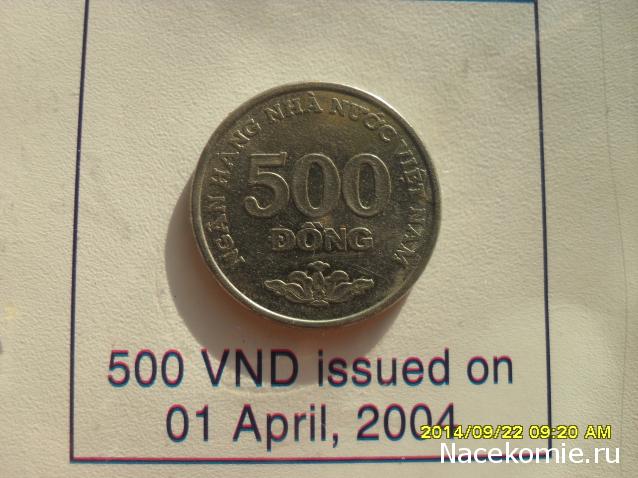 NGÂN HÀNG NHÀ NƯỚC VIỆT NAM
500
ĐỒNG
500 VND issued on
01 April, 2004
2014/09/22 09:20 AM
Nacekomie.ru